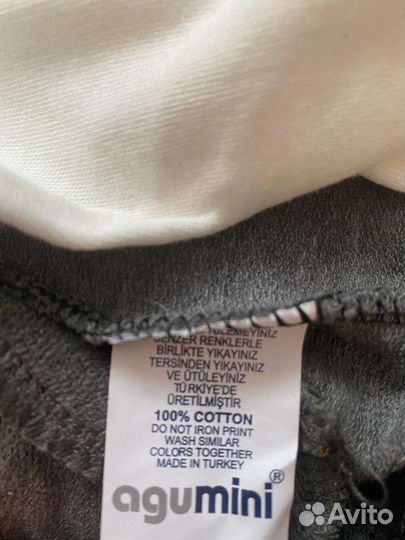 BENZER RENKLERLE
BİRLİKTE YIKAYINIZ
TERSİNDEN YIKAYINIZ
VE ÜTÜLEYİNİZ
TÜRKİYE'DE
ÜRETİLMİŞTİR
100% COTTON
DO NOT IRON PRINT
WASH SIMILAR
COLORS TOGETHER
MADE IN TURKEY
agumini®
Avito